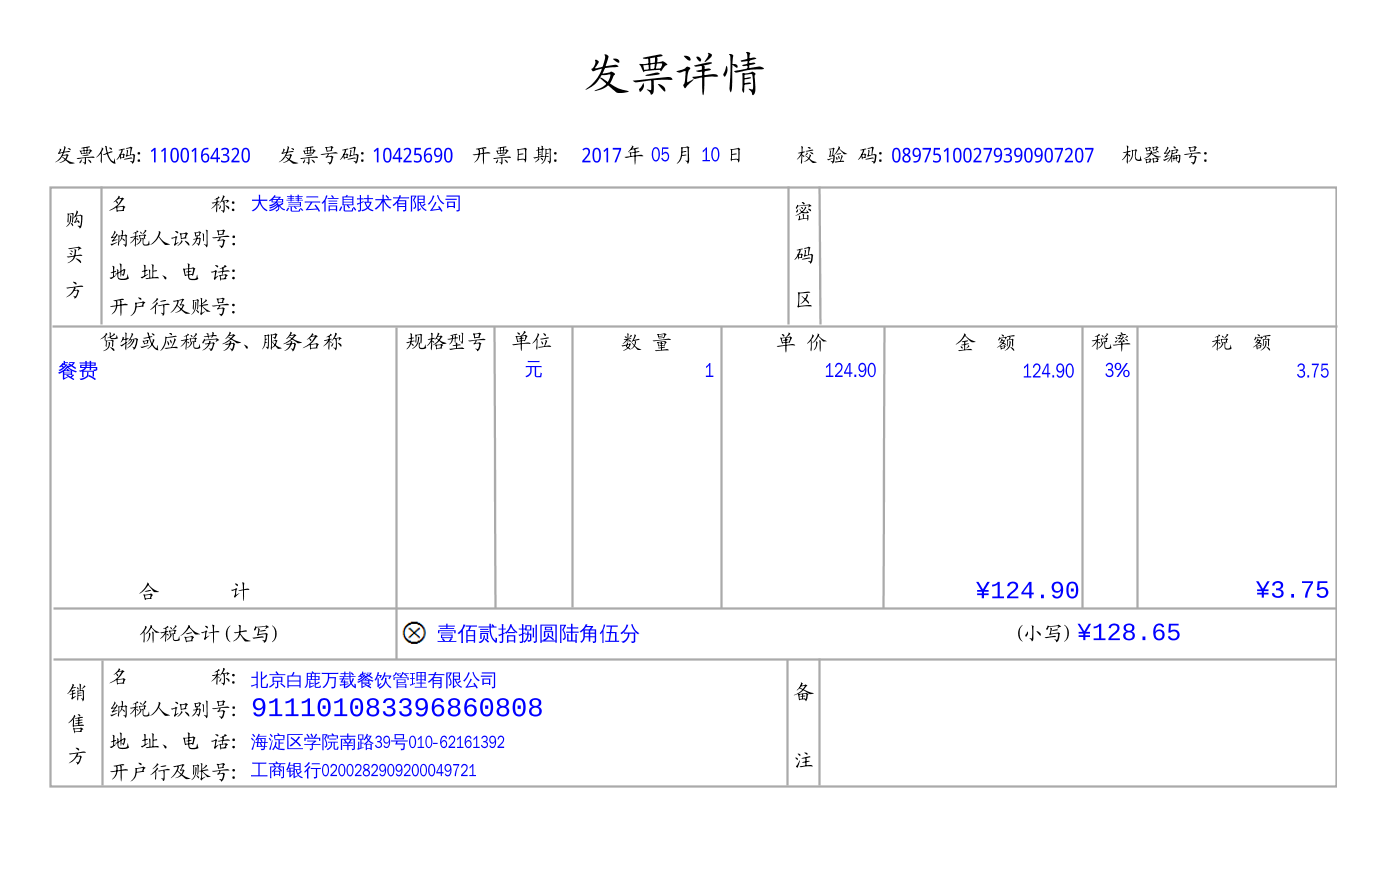 发票详情
发票代码: 1100164320 发票号码: 10425690 开票日期: 2017 年 05 月 10 日 校 验 码: 08975100279390907207 机器编号:
购买方
名 称: 大象慧云信息技术有限公司
纳税人识别号:
地 址、电 话:
开户行及账号:
密码区
货物或应税劳务、服务名称 规格型号 单位 数 量 单 价 金 额 税率 税 额
餐费 元 1 124.90 124.90 3% 3.75
合 计 ¥124.90 ¥3.75
价税合计(大写) ⊗ 壹佰贰拾捌圆陆角伍分 (小写) ¥128.65
销售方
名 称: 北京白鹿万载餐饮管理有限公司
纳税人识别号: 911101083396860808
地 址、电 话: 海淀区学院南路39号010-62161392
开户行及账号: 工商银行0200282909200049721
备注